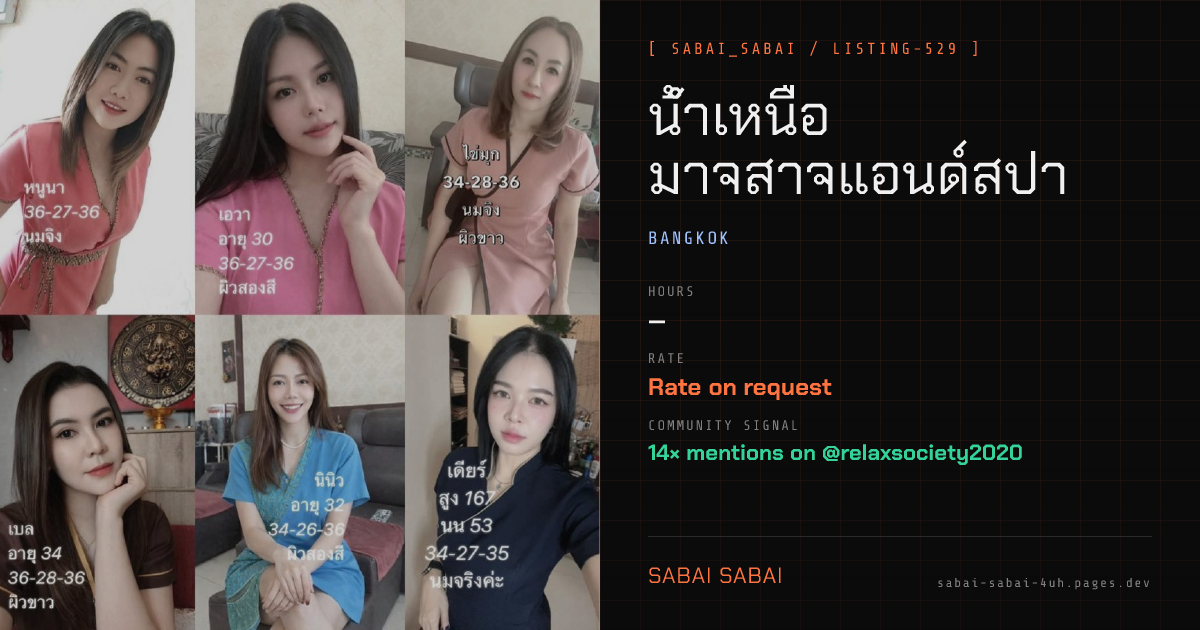 หนูนา
36-27-36
นมจิง
เอวา
อายุ 30
36-27-36
ผิวสองสี
ไข่มุก
34-28-36
นมจิง
ผิวขาว
เบล
อายุ 34
36-28-36
ผิวขาว
นินิว
อายุ 32
34-26-36
ผิวสองสี
เดียร์
สูง 167
นน 53
34-27-35
นมจริงค่ะ
[ SABAI_SABAI / LISTING-529 ]
น้ำเหนือ
มาจสาจแอนด์สปา
BANGKOK
HOURS
—
RATE
Rate on request
COMMUNITY SIGNAL
14× mentions on @relaxsociety2020
SABAI SABAI
sabai-sabai-4uh.pages.dev